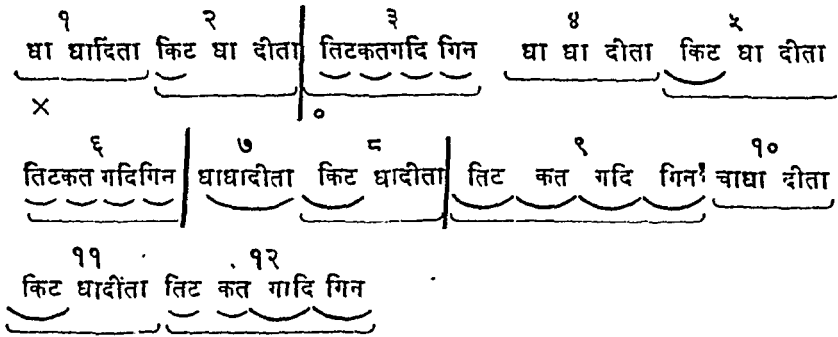 १ २ ३ ४ ५
धा धादिंता किट धा दीता तिटकतगदि गिन धा धा दीता किट धा दीता
× ०
६ ७ ८ ९ १०
तिटकत गदिगिन धाधादीता किट धादीता तिट कत गदि गिन! चाधा दीता
११ १२
किट धादींता तिट कत गादि गिन